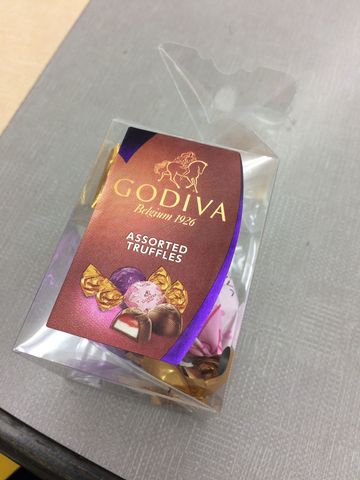 GODIVA
Belgium 1926
ASSORTED
TRUFFLES